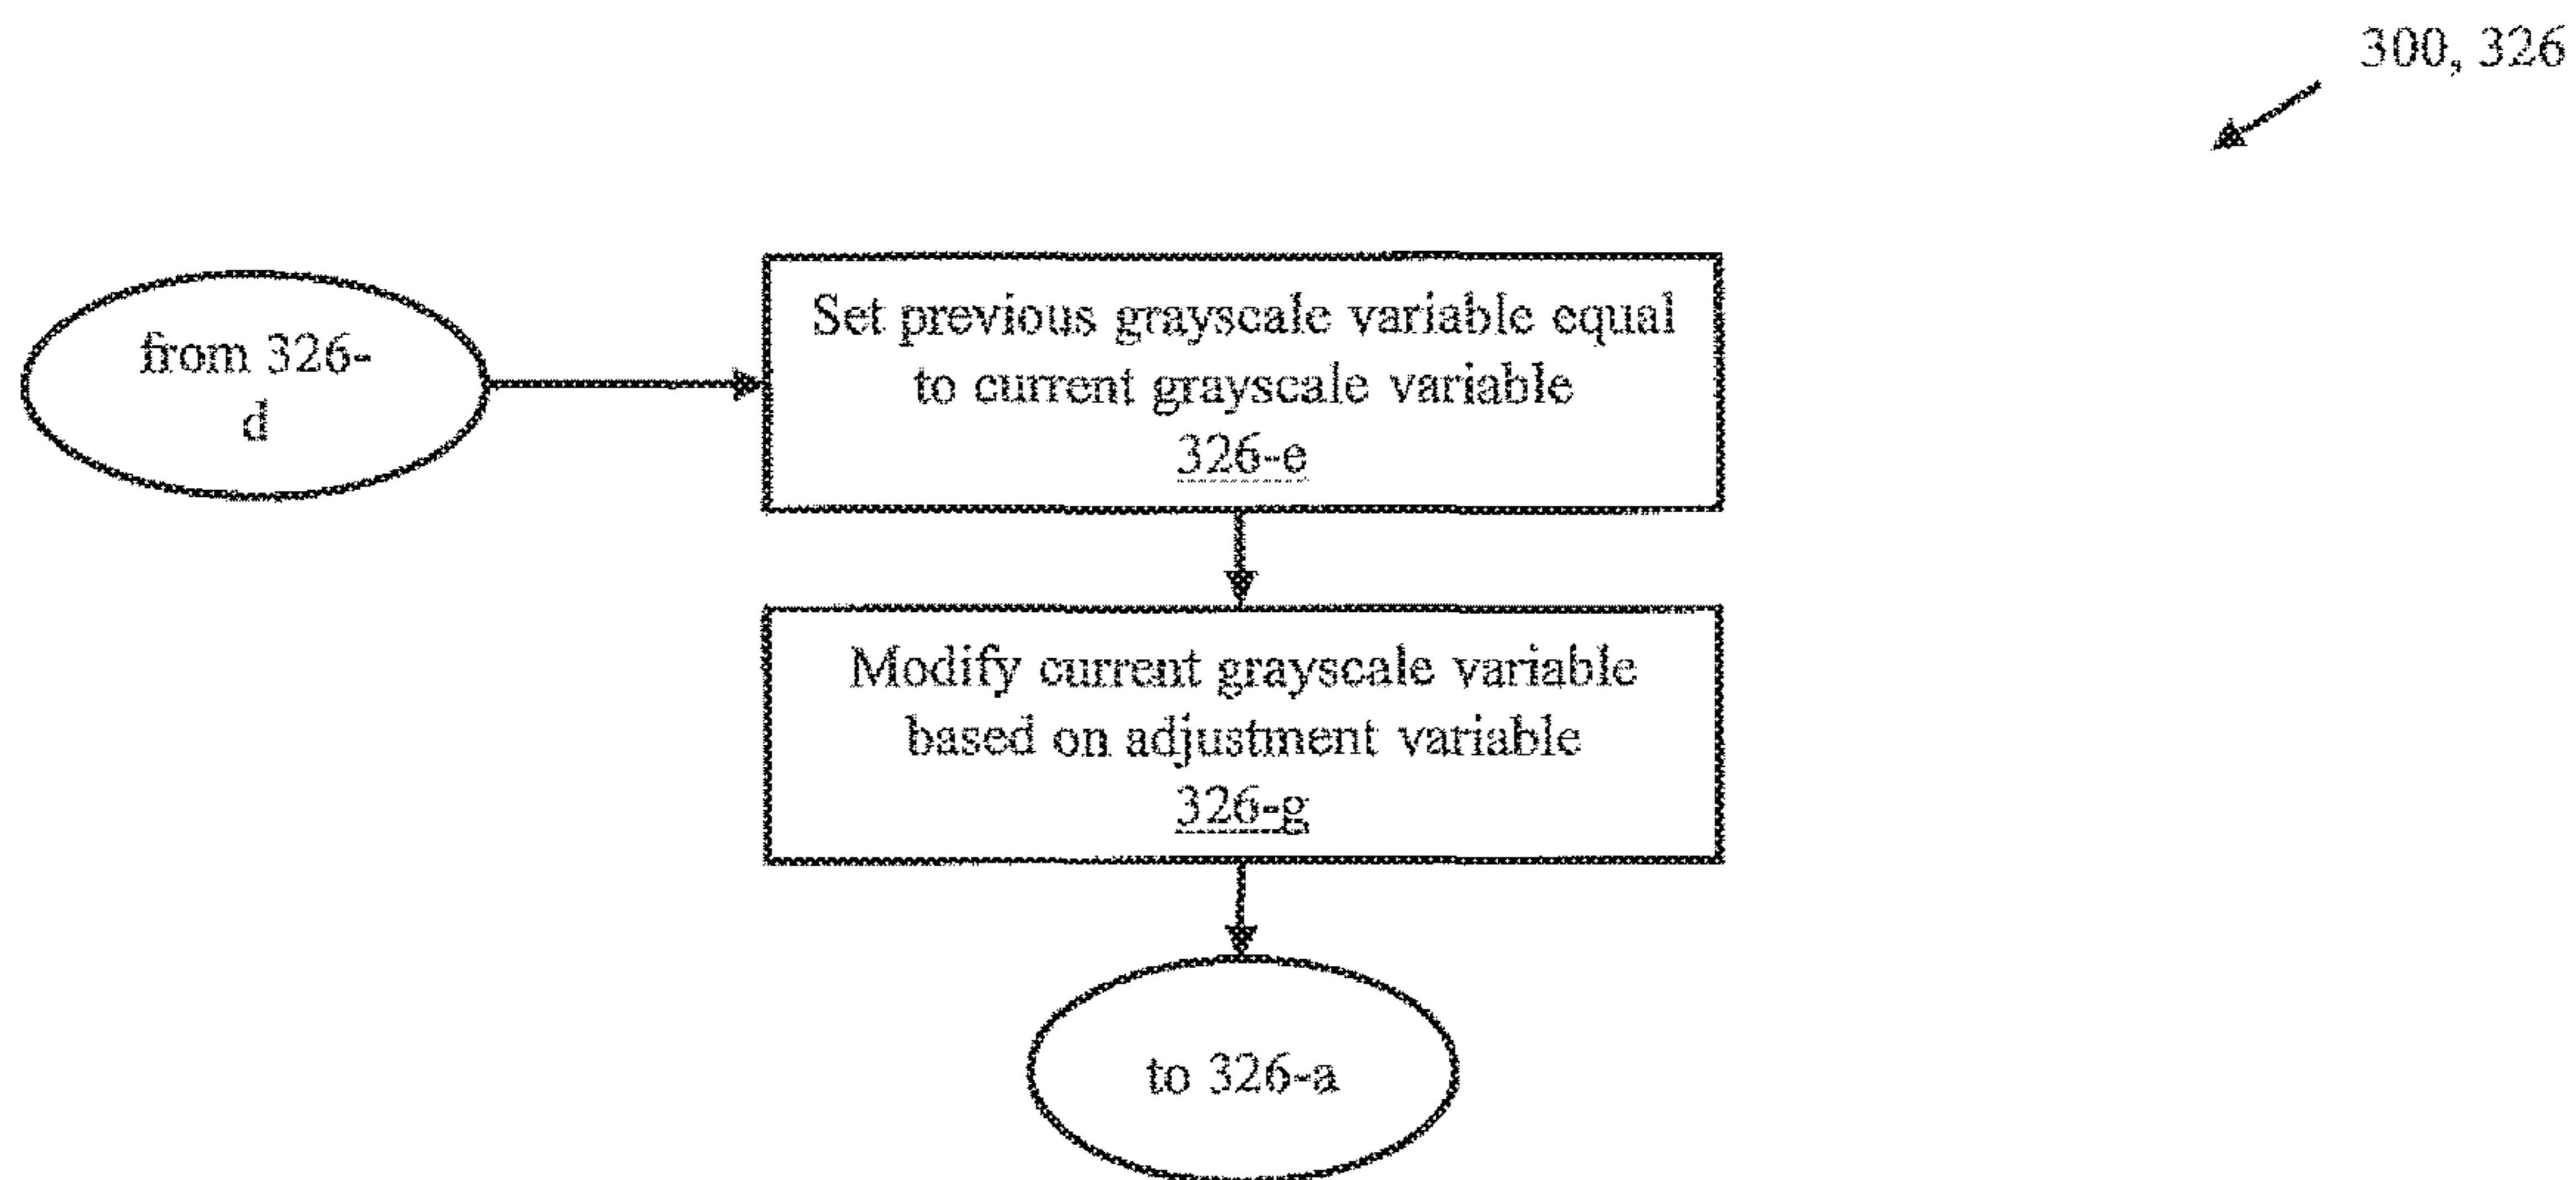 300, 326
from 326-
d
Set previous grayscale variable equal
to current grayscale variable
326-e
Modify current grayscale variable
based on adjustment variable
326-g
to 326-a